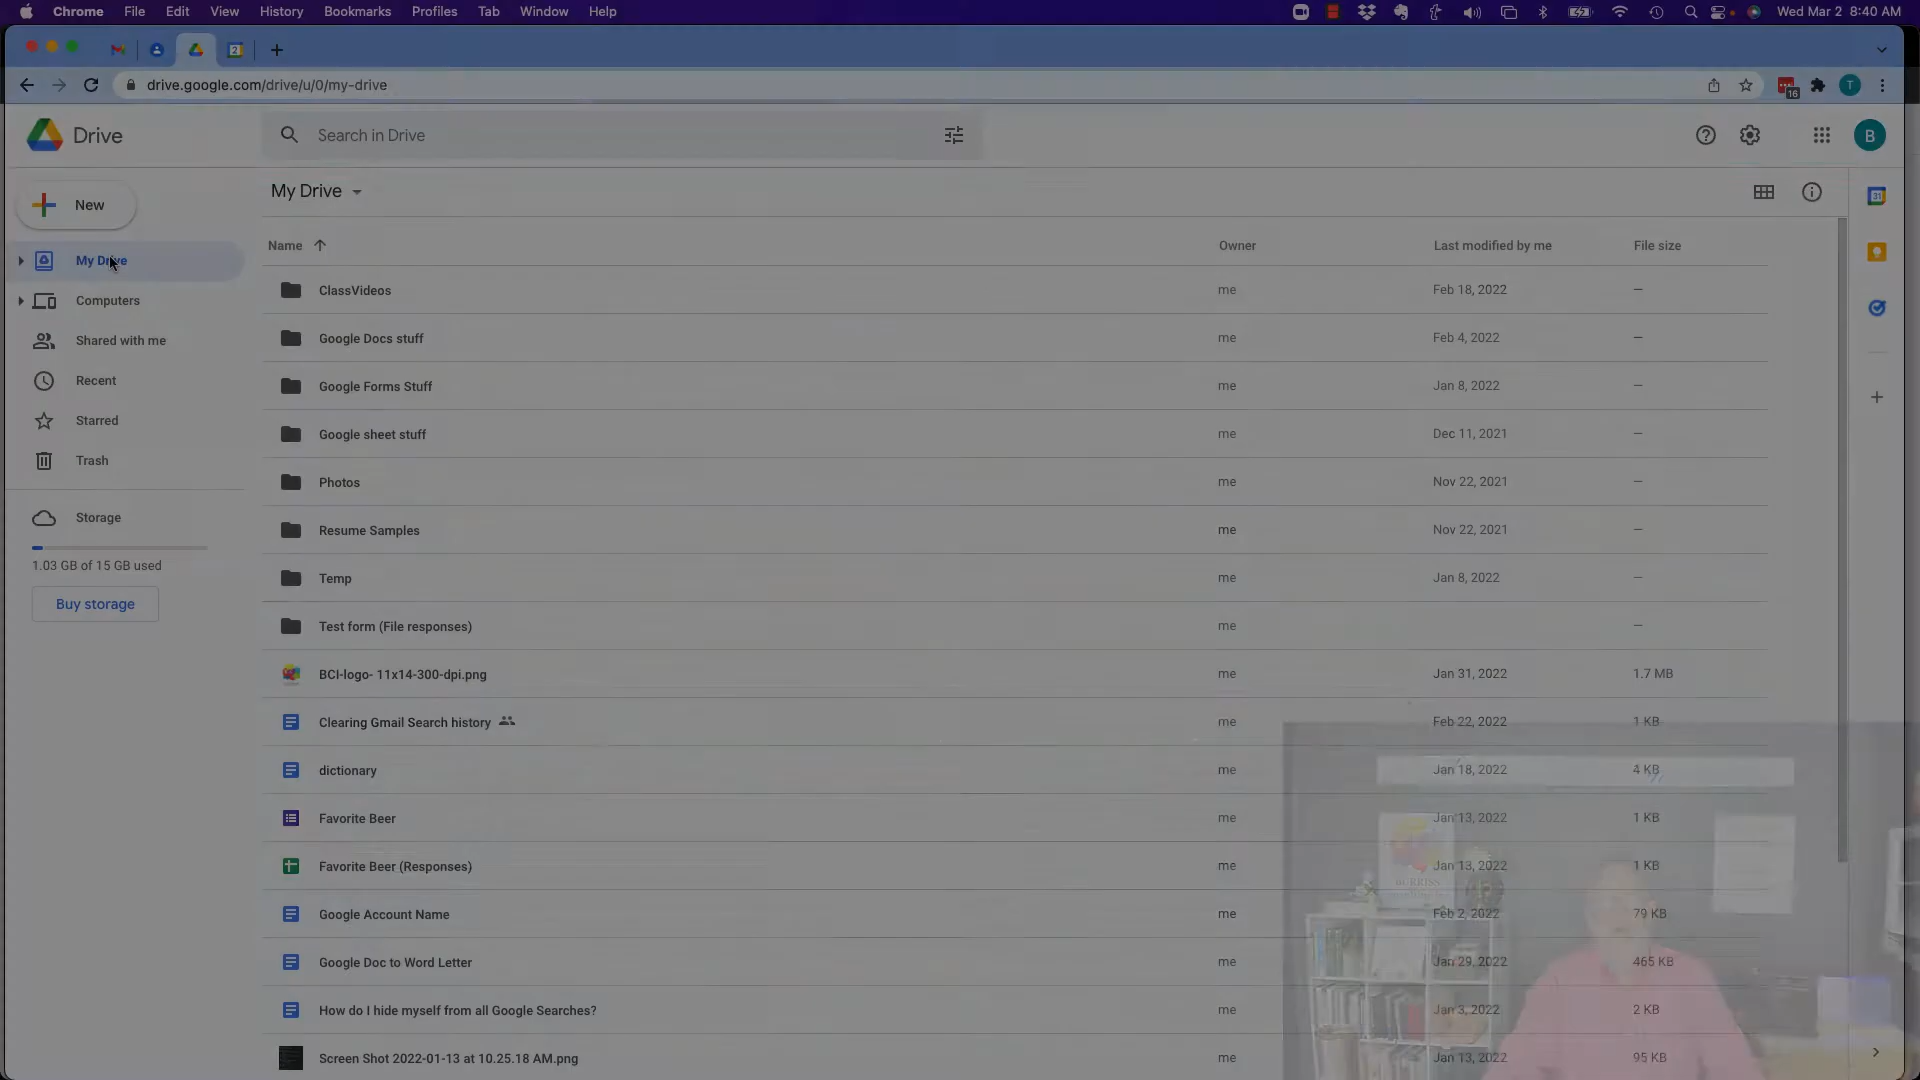 Chrome File Edit View History Bookmarks Profiles Tab Window Help Wed Mar 2 8:40 AM
drive.google.com/drive/u/0/my-drive 16 T
Drive Search in Drive B
New
My Drive
Computers
Shared with me
Recent
Starred
Trash
Storage
1.03 GB of 15 GB used
Buy storage
My Drive
Name Owner Last modified by me File size
ClassVideos me Feb 18, 2022 —
Google Docs stuff me Feb 4, 2022 —
Google Forms Stuff me Jan 8, 2022 —
Google sheet stuff me Dec 11, 2021 —
Photos me Nov 22, 2021 —
Resume Samples me Nov 22, 2021 —
Temp me Jan 8, 2022 —
Test form (File responses) me —
BCI-logo- 11x14-300-dpi.png me Jan 31, 2022 1.7 MB
Clearing Gmail Search history me Feb 22, 2022 1 KB
dictionary me Jan 18, 2022 4 KB
Favorite Beer me Jan 13, 2022 1 KB
Favorite Beer (Responses) me Jan 13, 2022 1 KB
Google Account Name me Feb 2, 2022 79 KB
Google Doc to Word Letter me Jan 29, 2022 465 KB
How do I hide myself from all Google Searches? me Jan 3, 2022 2 KB
Screen Shot 2022-01-13 at 10.25.18 AM.png me Jan 13, 2022 95 KB
31
2
BURRISS